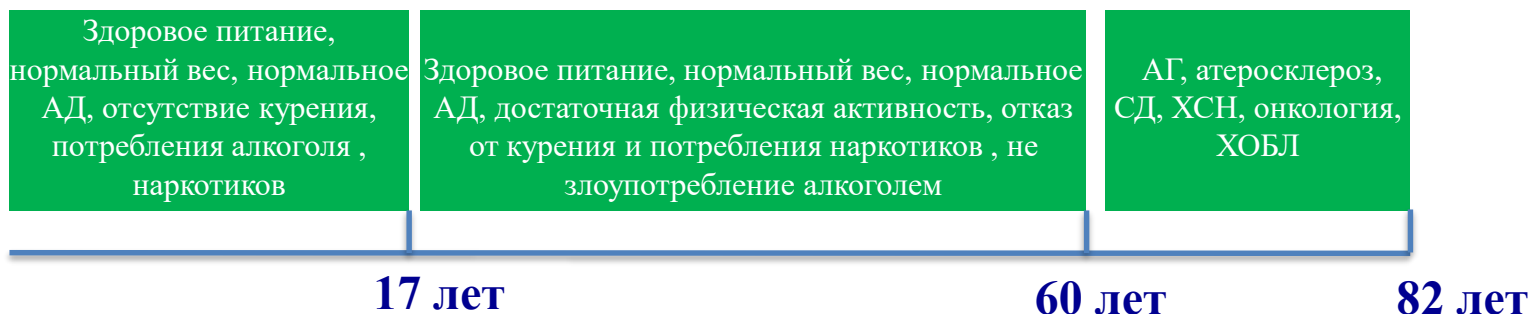 Здоровое питание,
нормальный вес, нормальное
АД, отсутствие курения,
потребления алкоголя ,
наркотиков
Здоровое питание, нормальный вес, нормальное
АД, достаточная физическая активность, отказ
от курения и потребления наркотиков , не
злоупотребление алкоголем
АГ, атеросклероз,
СД, ХСН, онкология,
ХОБЛ
17 лет
60 лет
82 лет